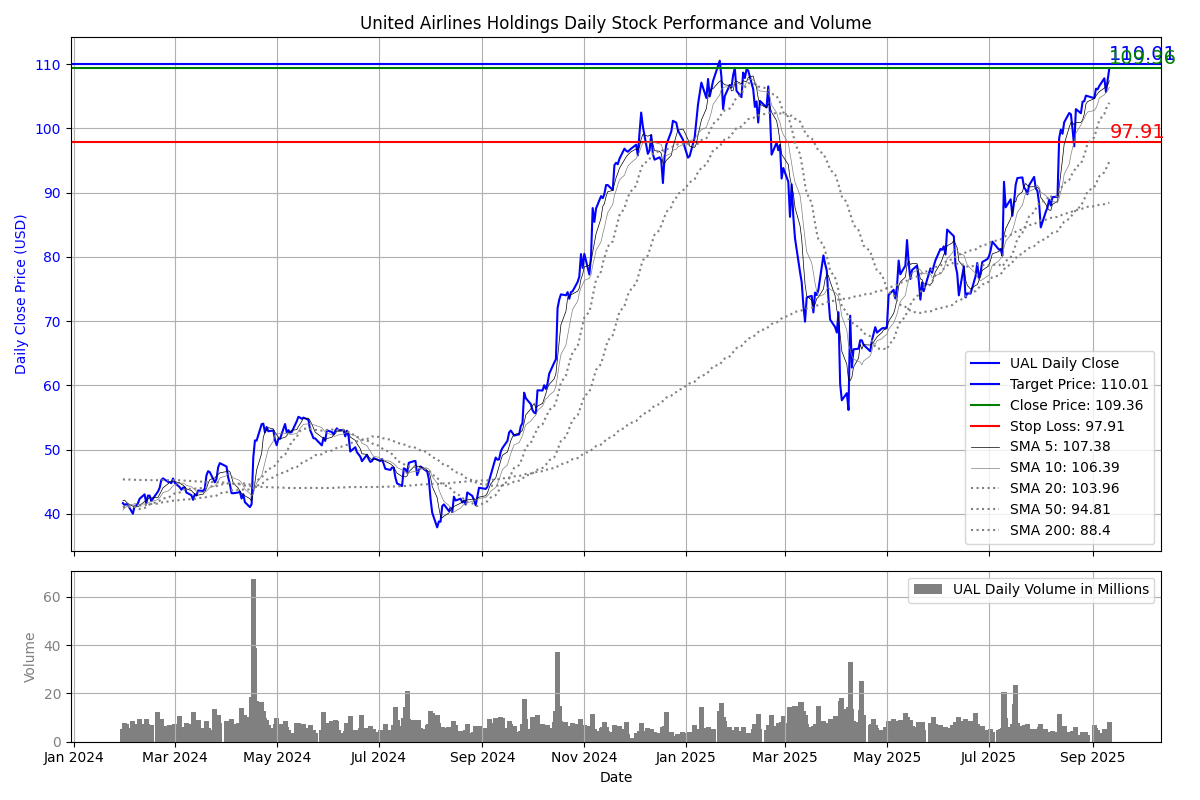 United Airlines Holdings Daily Stock Performance and Volume
110.01
109.36
97.91
Daily Close Price (USD)
110
100
90
80
70
60
50
40
UAL Daily Close
Target Price: 110.01
Close Price: 109.36
Stop Loss: 97.91
SMA 5: 107.38
SMA 10: 106.39
SMA 20: 103.96
SMA 50: 94.81
SMA 200: 88.4
Volume
60
40
20
0
UAL Daily Volume in Millions
Jan 2024 Mar 2024 May 2024 Jul 2024 Sep 2024 Nov 2024 Jan 2025 Mar 2025 May 2025 Jul 2025 Sep 2025
Date